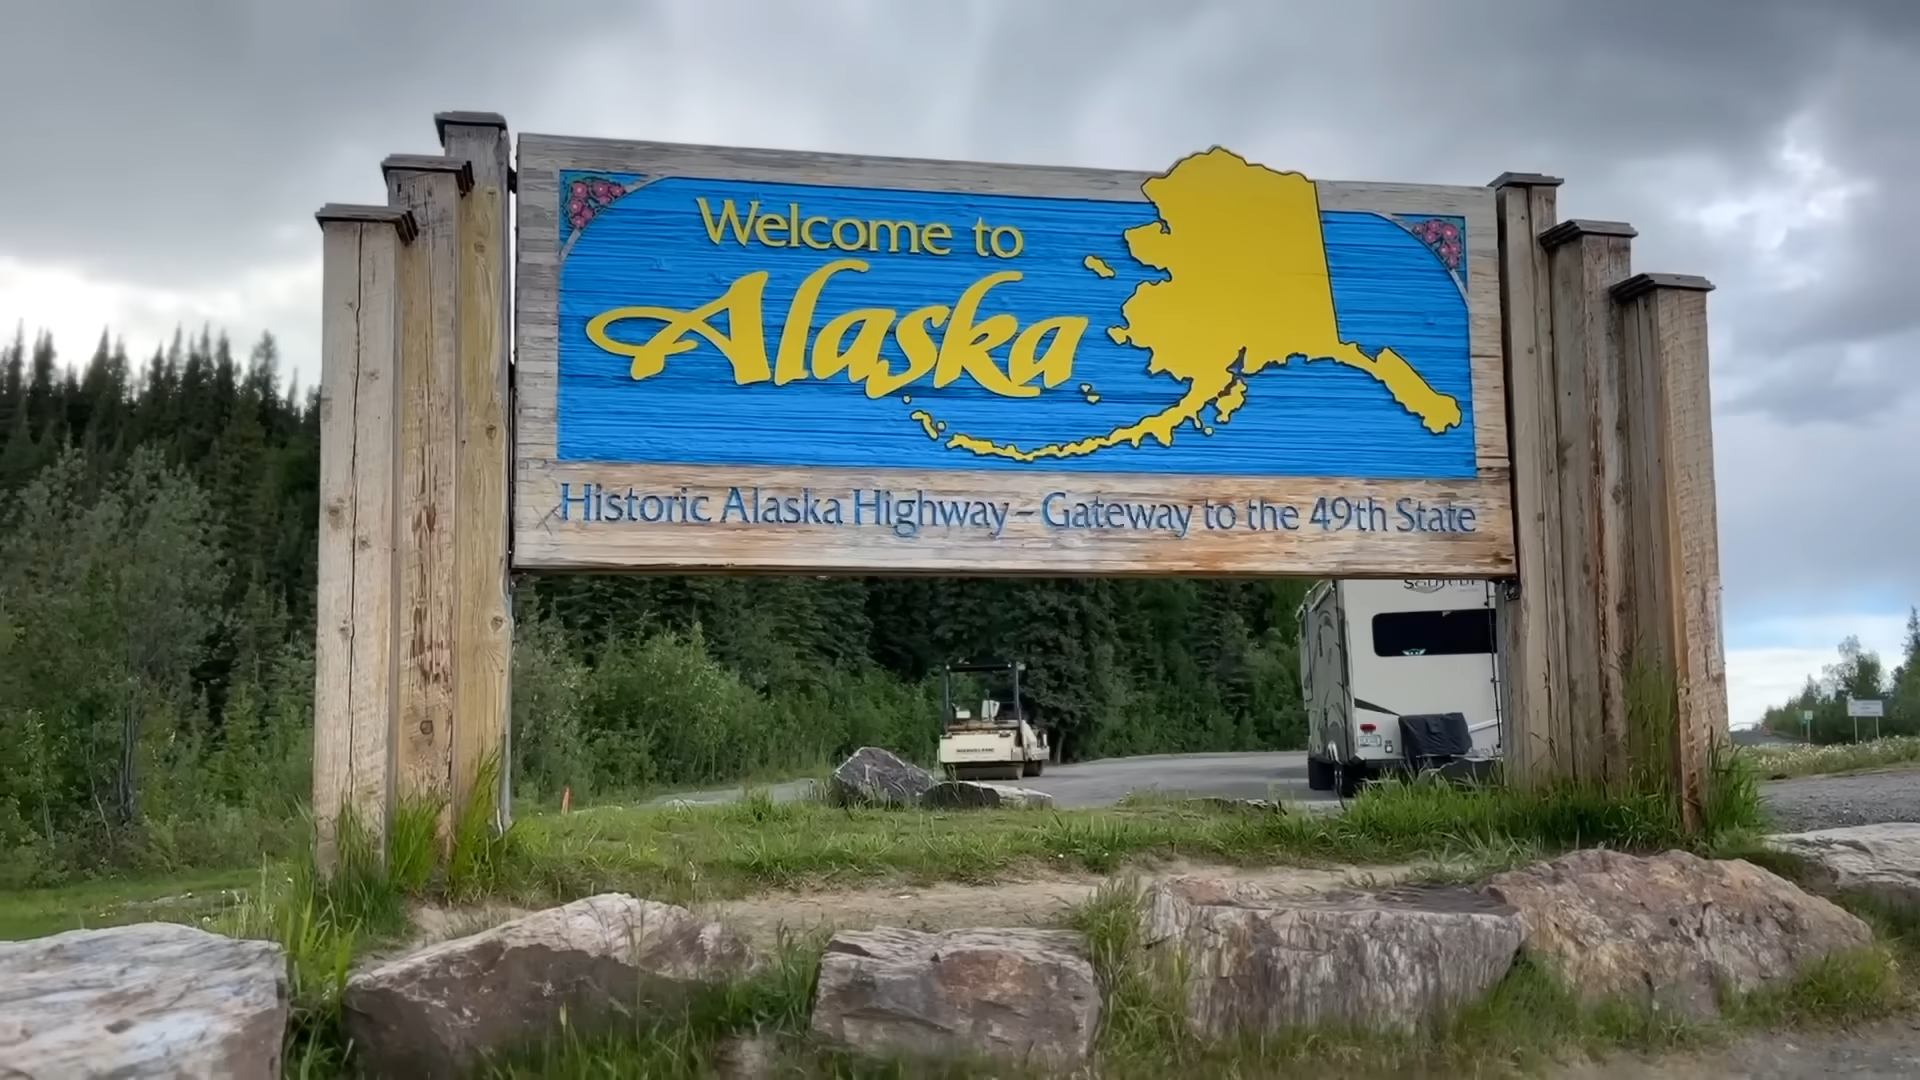 Welcome to
Alaska
Historic Alaska Highway – Gateway to the 49th State